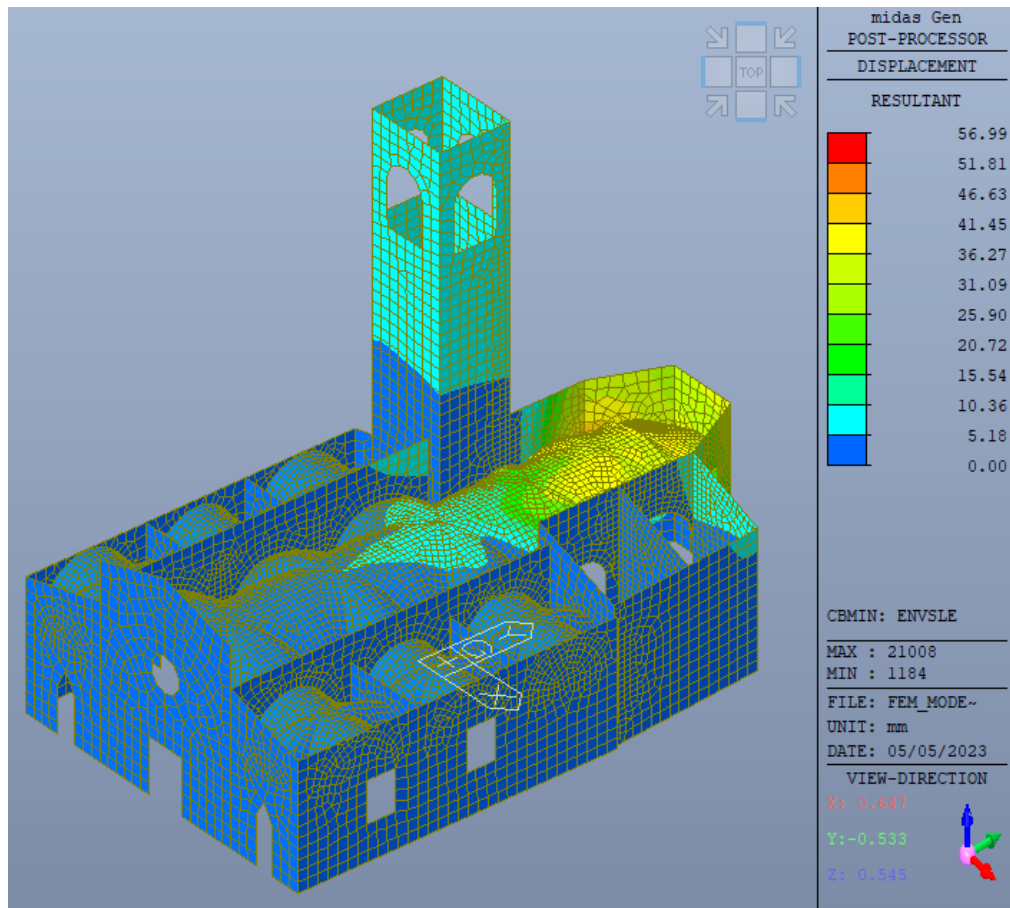 midas Gen
POST-PROCESSOR
DISPLACEMENT
RESULTANT
TOP
56.99
51.81
46.63
41.45
36.27
31.09
25.90
20.72
15.54
10.36
5.18
0.00
CBMIN: ENVSLE
MAX : 21008
MIN : 1184
FILE: FEM_MODE~
UNIT: mm
DATE: 05/05/2023
VIEW-DIRECTION
X: 0.647
Y:-0.533
Z: 0.545
X
Y